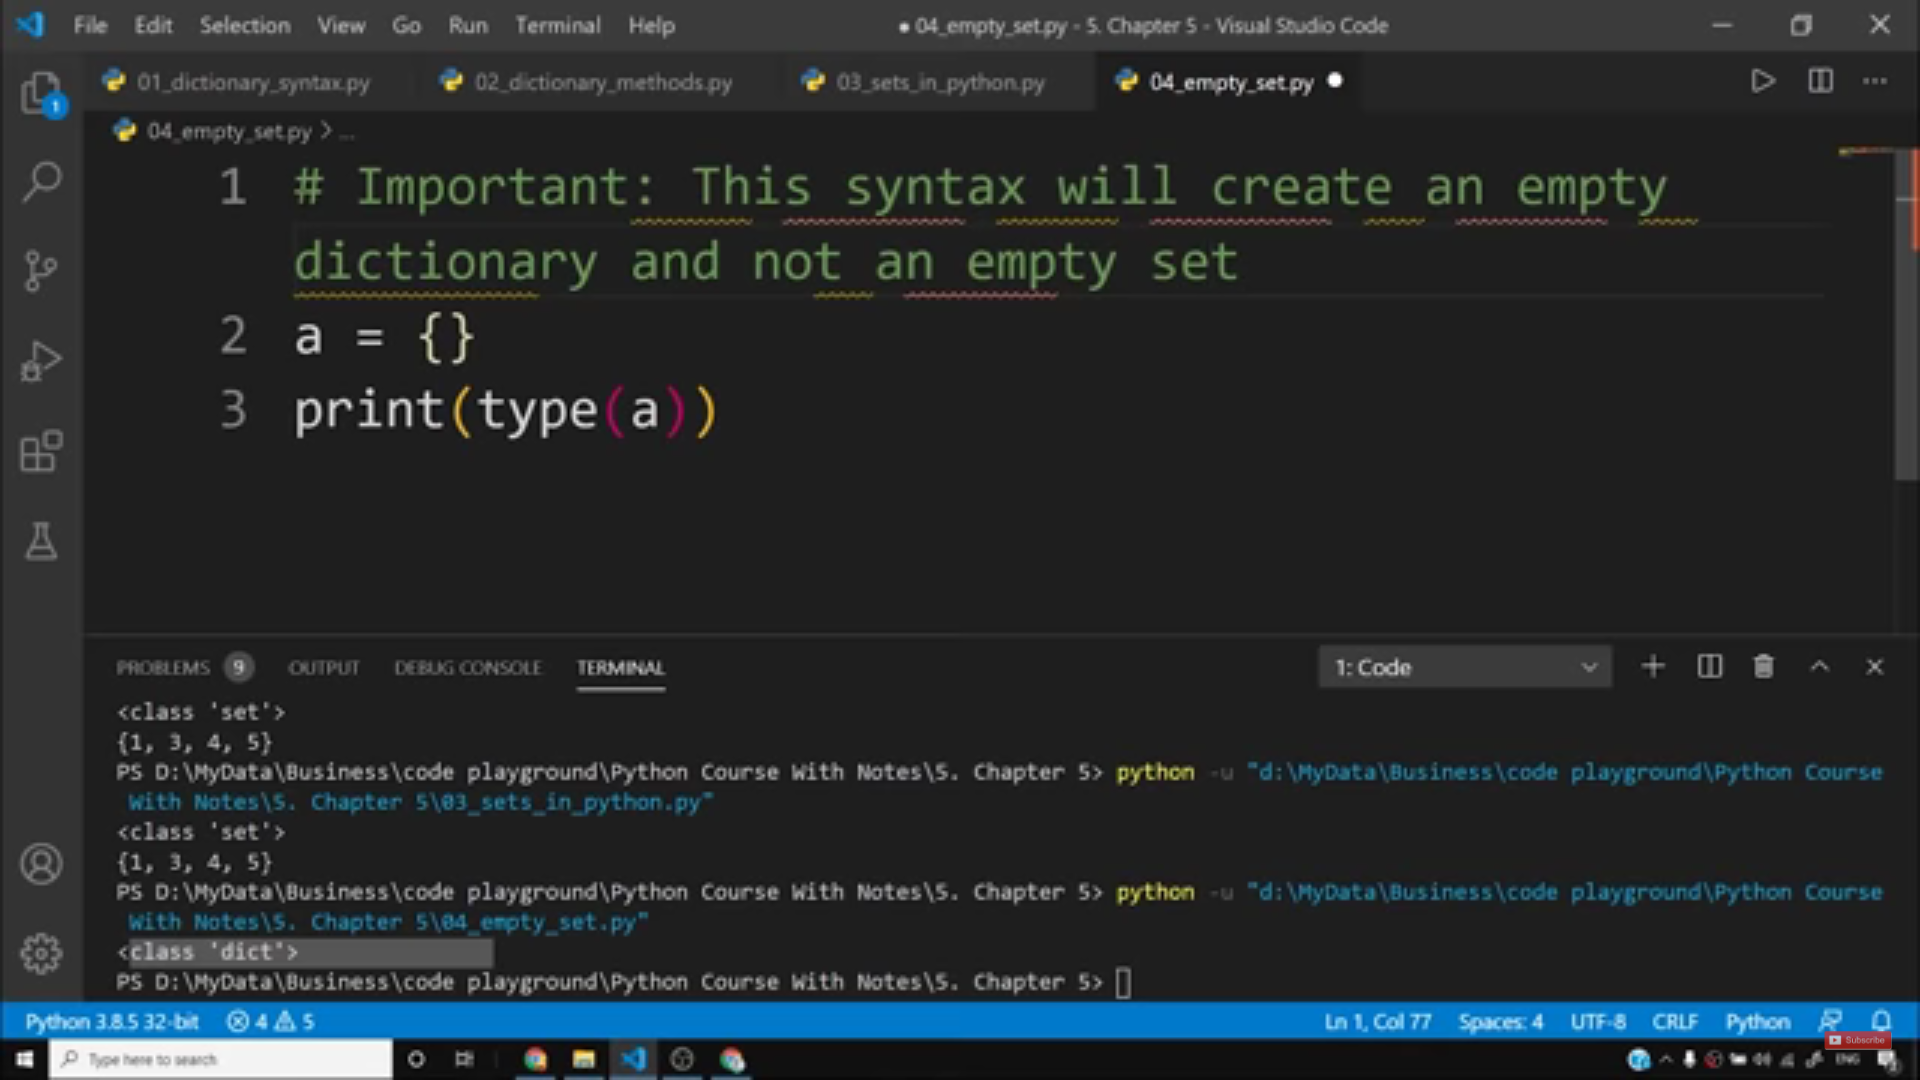 File Edit Selection View Go Run Terminal Help ● 04_empty_set.py - 5. Chapter 5 - Visual Studio Code
01_dictionary_syntax.py 02_dictionary_methods.py 03_sets_in_python.py 04_empty_set.py ●
1
04_empty_set.py > ...
1 # Important: This syntax will create an empty
dictionary and not an empty set
2 a = {}
3 print(type(a))
PROBLEMS 9 OUTPUT DEBUG CONSOLE TERMINAL 1: Code
<class 'set'>
{1, 3, 4, 5}
PS D:\MyData\Business\code playground\Python Course With Notes\5. Chapter 5> python -u "d:\MyData\Business\code playground\Python Course
With Notes\5. Chapter 5\03_sets_in_python.py"
<class 'set'>
{1, 3, 4, 5}
PS D:\MyData\Business\code playground\Python Course With Notes\5. Chapter 5> python -u "d:\MyData\Business\code playground\Python Course
With Notes\5. Chapter 5\04_empty_set.py"
<class 'dict'>
PS D:\MyData\Business\code playground\Python Course With Notes\5. Chapter 5>
Python 3.8.5 32-bit 4 5 Ln 1, Col 77 Spaces: 4 UTF-8 CRLF Python
Subscribe
Type here to search ENG